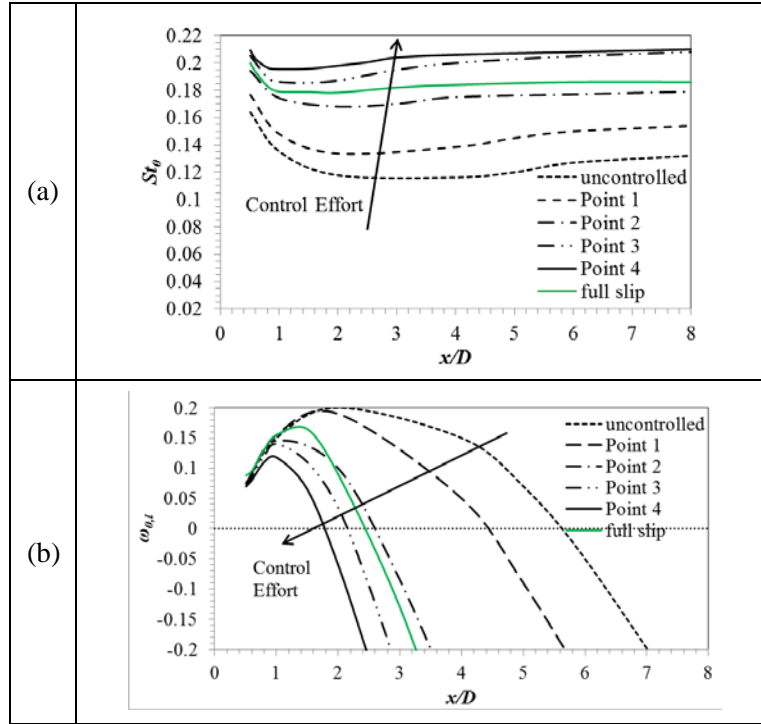 (a)
0.22
0.2
0.18
0.16
0.14
0.12
0.1
0.08
0.06
0.04
0.02
St₀
Control Effort
uncontrolled
Point 1
Point 2
Point 3
Point 4
full slip
0 1 2 3 4 5 6 7 8
x/D
(b)
0.2
0.15
0.1
0.05
0
-0.05
-0.1
-0.15
-0.2
ω₀,ᵢ
Control
Effort
uncontrolled
Point 1
Point 2
Point 3
Point 4
full slip
0 1 2 3 4 5 6 7 8
x/D